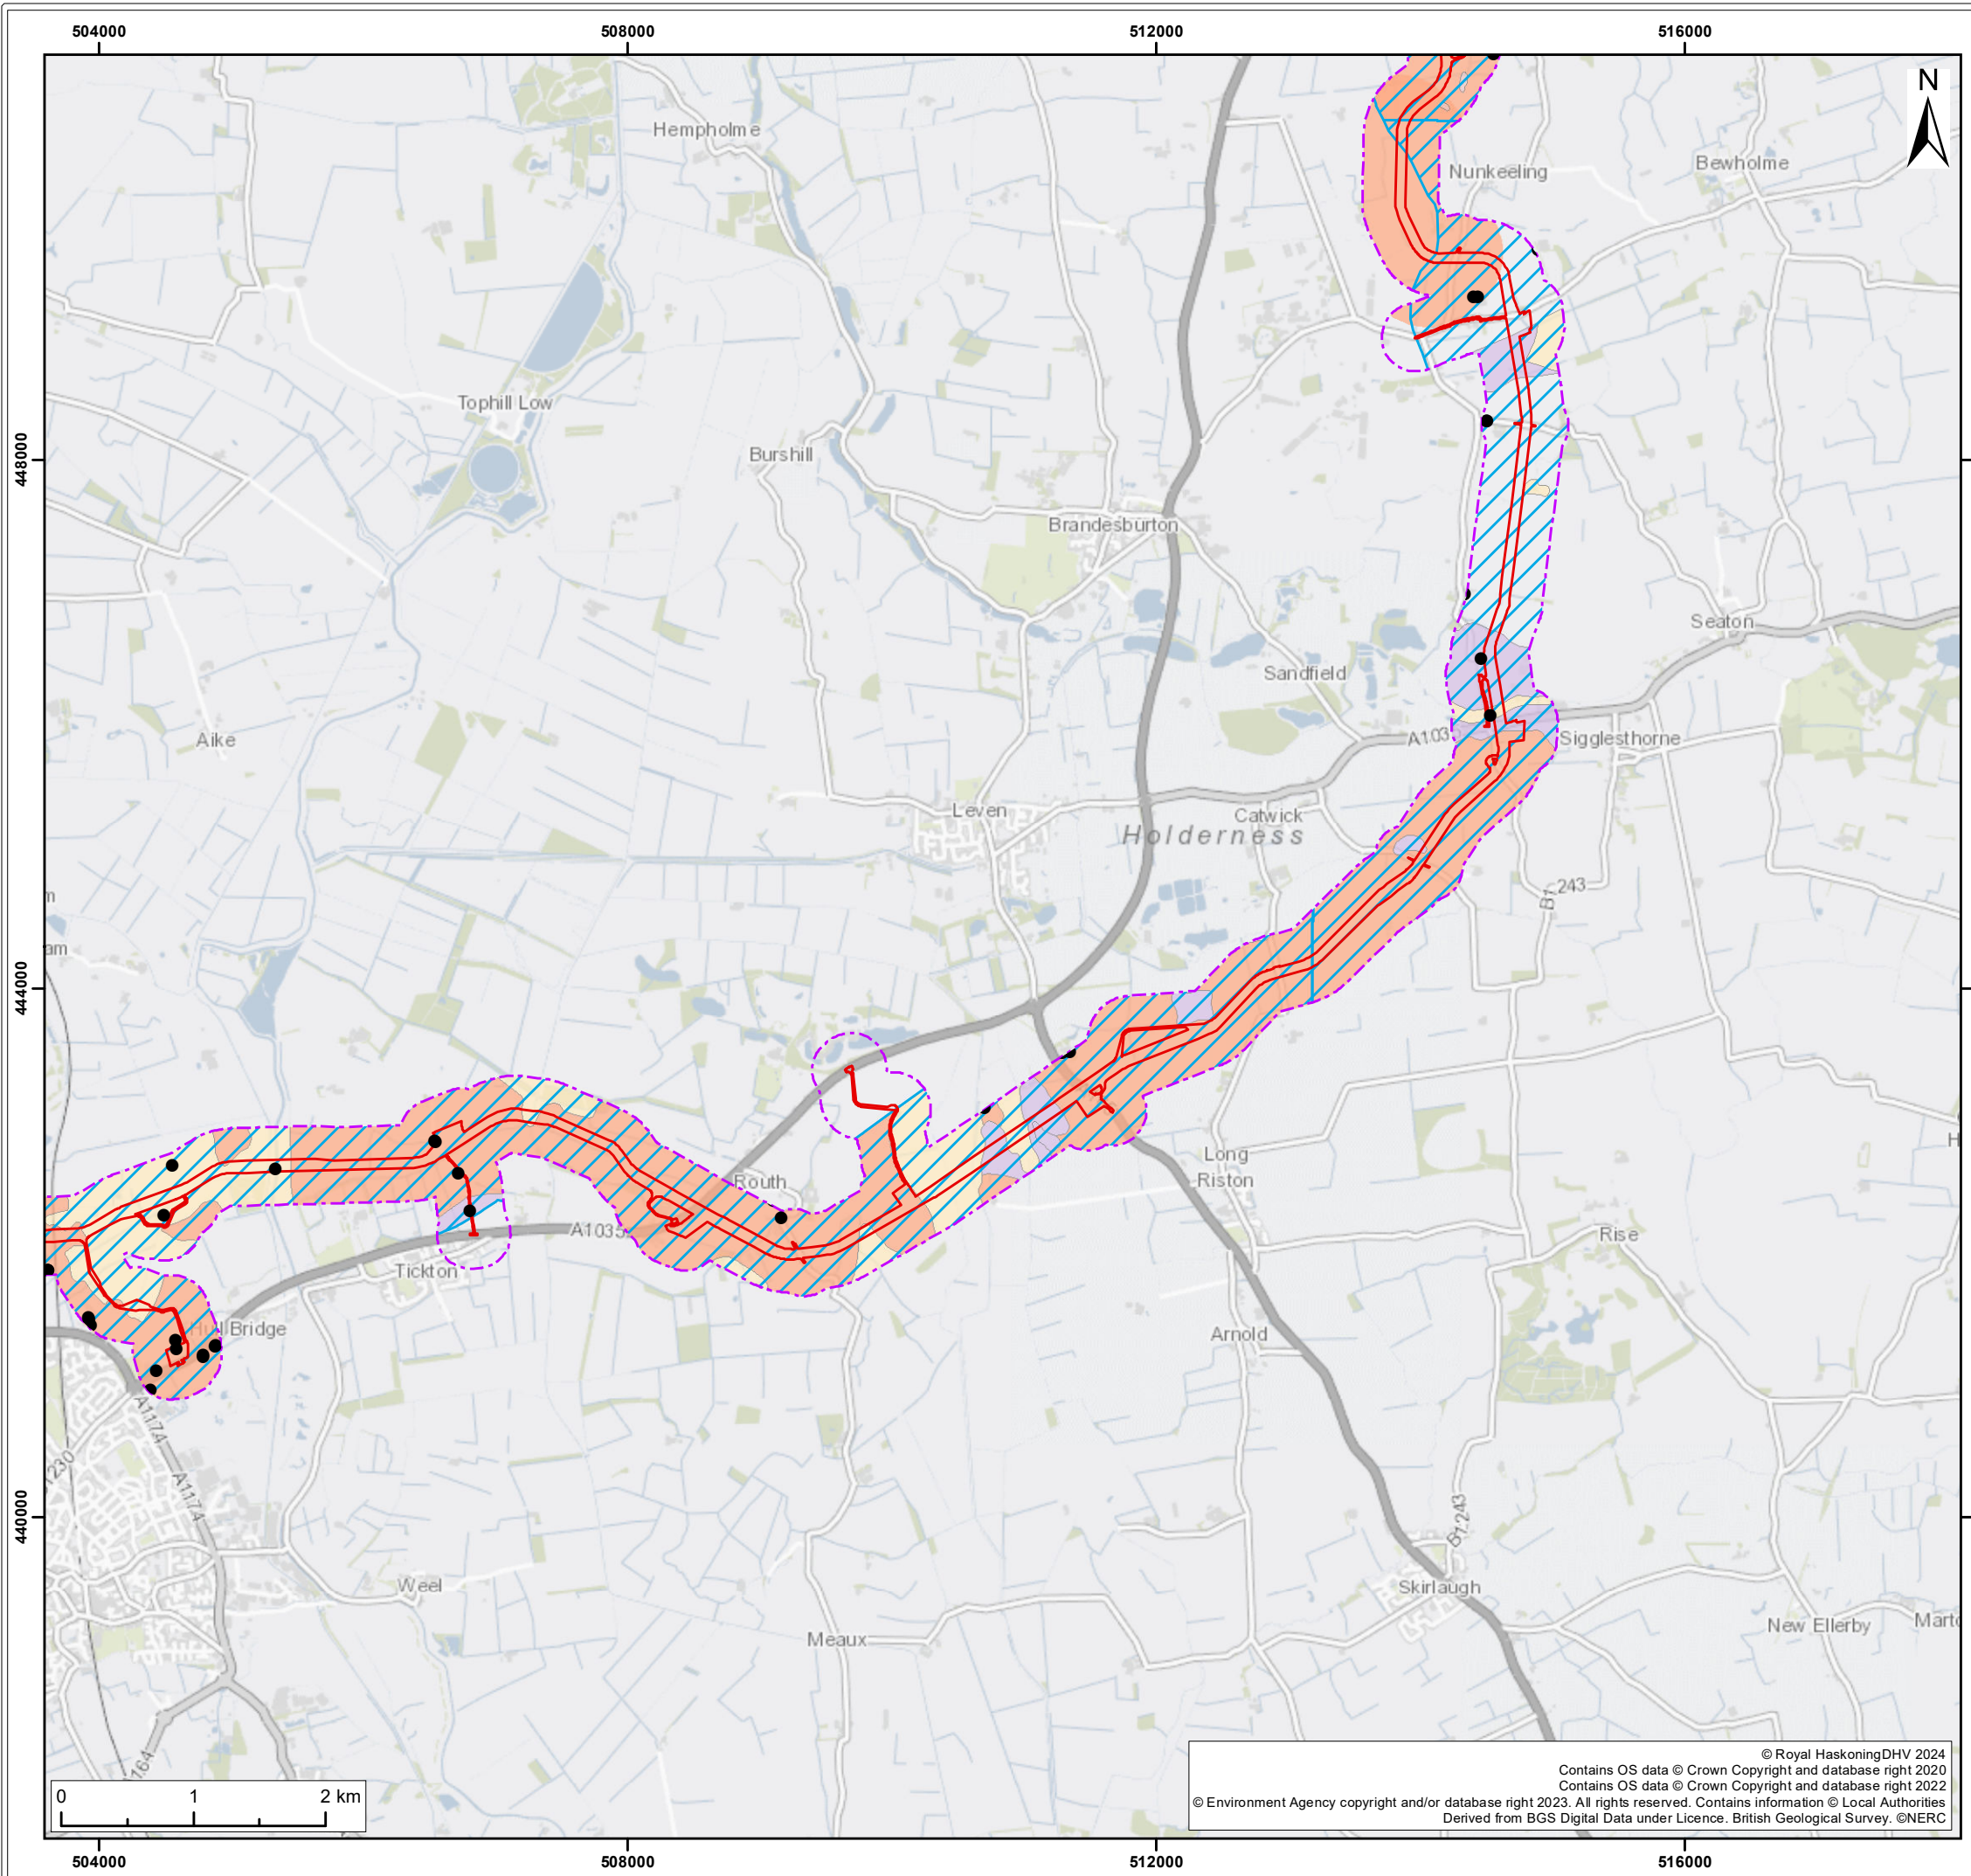 504000 508000 512000 516000
N
Hempholme
Nunkeeling
Bewholme
Tophill Low
448000
Burshill
Brandesburton
Seaton
Sandfield
Aike
A103
Sigglesthorne
Leven
Catwick
Holderness
B1243
m
am
444000
Long
Riston
Routh
H
A1035
Rise
Tickton
Hull Bridge
Arnold
A1174
1230
A1174
440000
B1243
Weel
Skirlaugh
New Ellerby
Marto
Meaux
164
0 1 2 km
© Royal HaskoningDHV 2024
Contains OS data © Crown Copyright and database right 2020
Contains OS data © Crown Copyright and database right 2022
© Environment Agency copyright and/or database right 2023. All rights reserved. Contains information © Local Authorities
Derived from BGS Digital Data under Licence. British Geological Survey. ©NERC
504000 508000 512000 516000